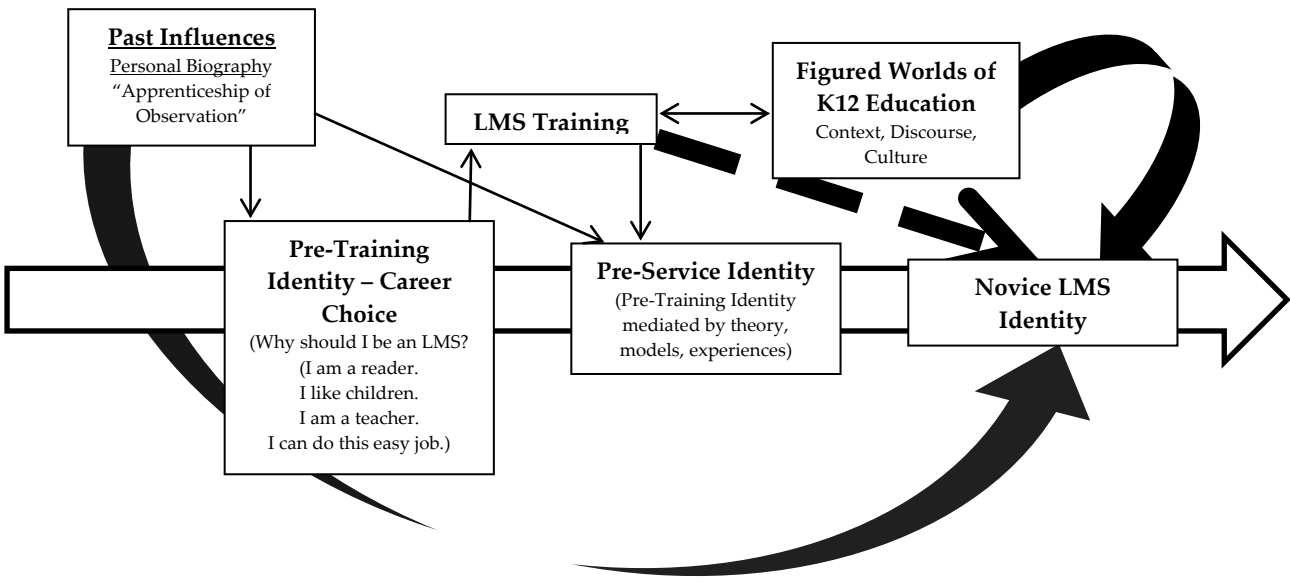 Past Influences
Personal Biography
“Apprenticeship of
Observation”
LMS Training
Figured Worlds of
K12 Education
Context, Discourse,
Culture
Pre-Training
Identity – Career
Choice
(Why should I be an LMS?
(I am a reader.
I like children.
I am a teacher.
I can do this easy job.)
Pre-Service Identity
(Pre-Training Identity
mediated by theory,
models, experiences)
Novice LMS
Identity